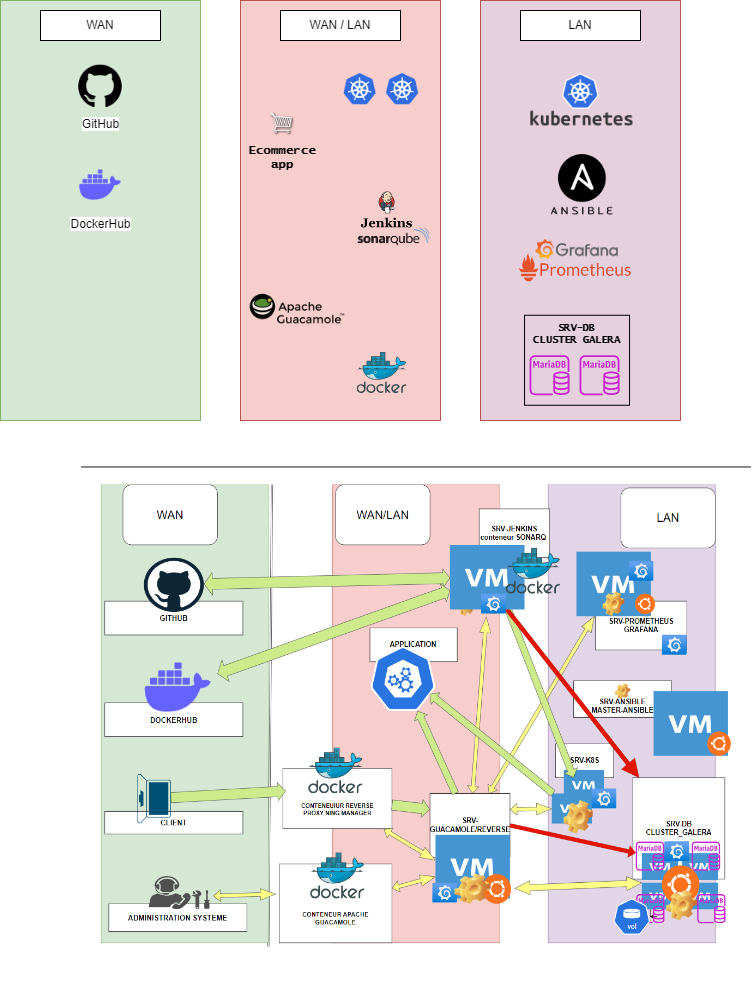 WAN
GitHub
DockerHub
WAN / LAN
Ecommerce
app
Jenkins
sonarqube
Apache
Guacamole™
docker
LAN
kubernetes
ANSIBLE
Grafana
Prometheus
SRV-DB
CLUSTER GALERA
MariaDB
MariaDB
WAN
WAN/LAN
LAN
SRV-JENKINS
conteneur SONARQ
VM
docker
VM
GITHUB
SRV-PROMETHEUS
GRAFANA
APPLICATION
DOCKERHUB
SRV-ANSIBLE
MASTER-ANSIBLE
VM
SRV-K8S
VM
docker
CONTENEUIUR REVERSE
PROXY NING MANAGER
CLIENT
SRV-
GUACAMOLE/REVERSE
VM
SRV-DB
CLUSTER_GALERA
MariaDB
MariaDB
docker
CONTENEUR APACHE
GUACAMOLE
ADMINISTRATION SYSTEME
vol